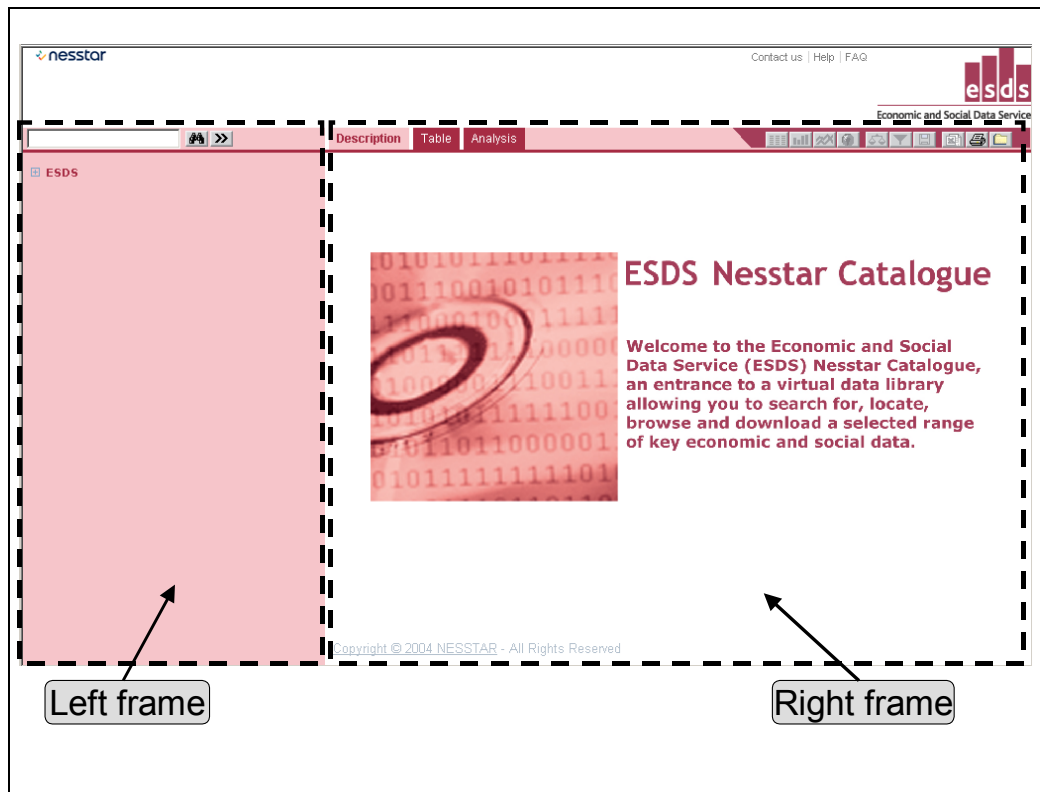 nesstar
Contact us | Help | FAQ
esds
Economic and Social Data Service
Description Table Analysis
ESDS
ESDS Nesstar Catalogue
Welcome to the Economic and Social
Data Service (ESDS) Nesstar Catalogue,
an entrance to a virtual data library
allowing you to search for, locate,
browse and download a selected range
of key economic and social data.
Copyright © 2004 NESSTAR - All Rights Reserved
Left frame
Right frame